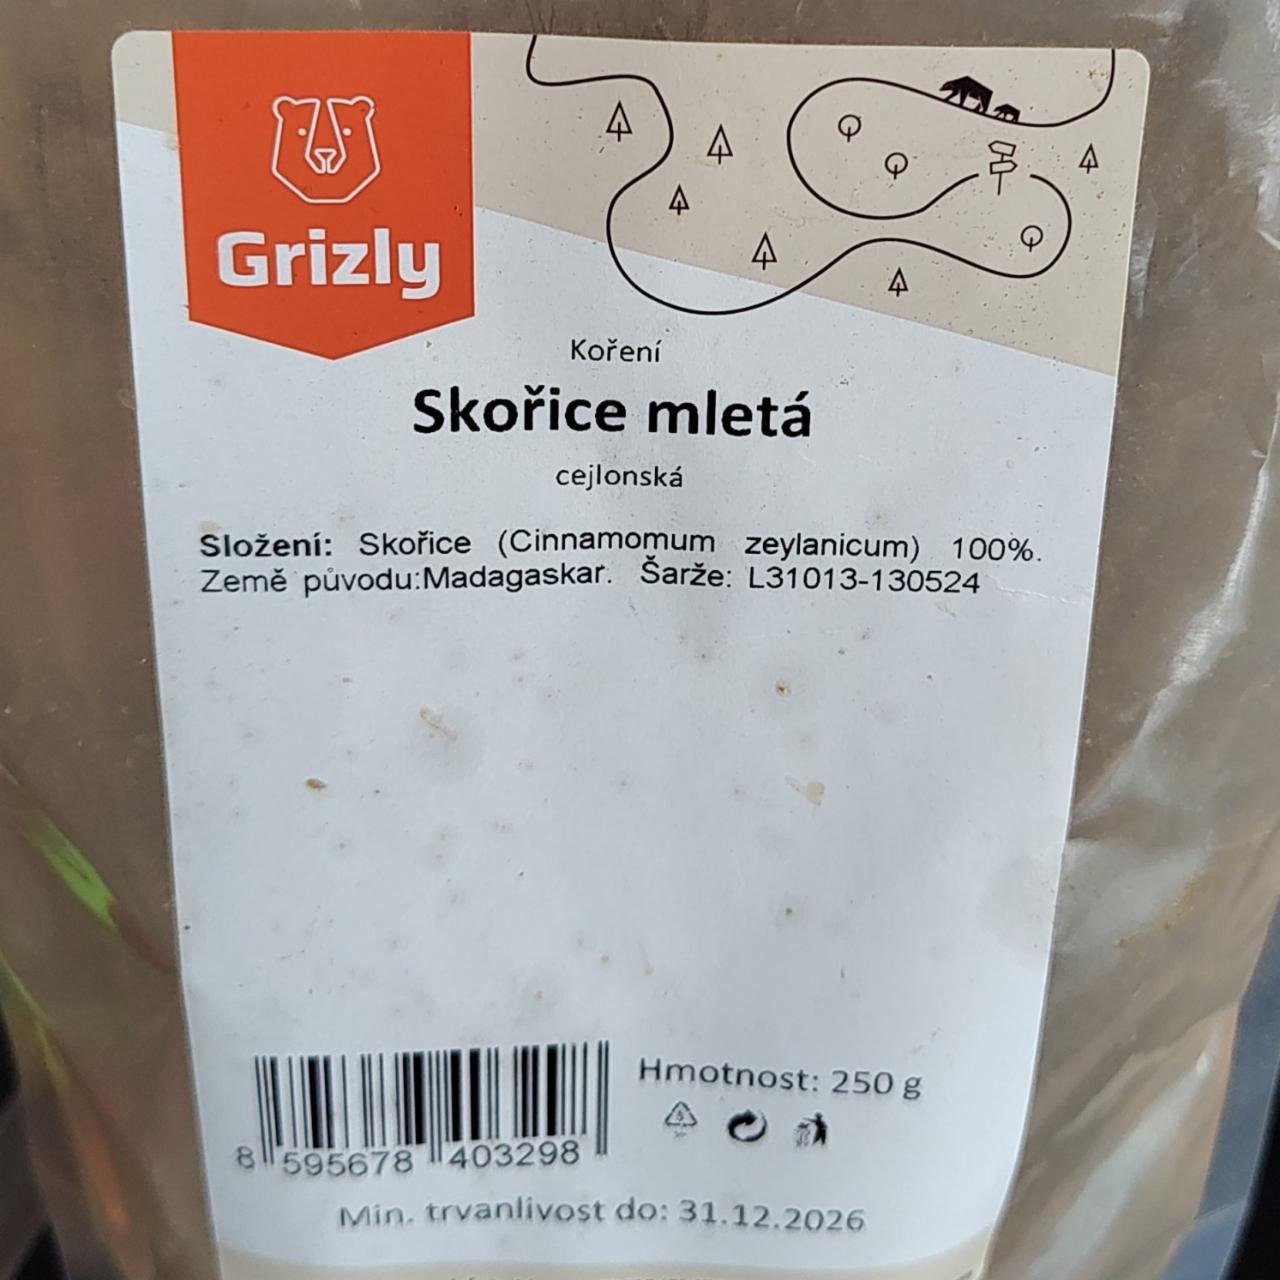 Grizly
Koření
Skořice mletá
cejlonská
Složení: Skořice (Cinnamomum zeylanicum) 100%.
Země původu:Madagaskar. Šarže: L31013-130524
Hmotnost: 250 g
8 595678 403298
Min. trvanlivost do: 31.12.2026